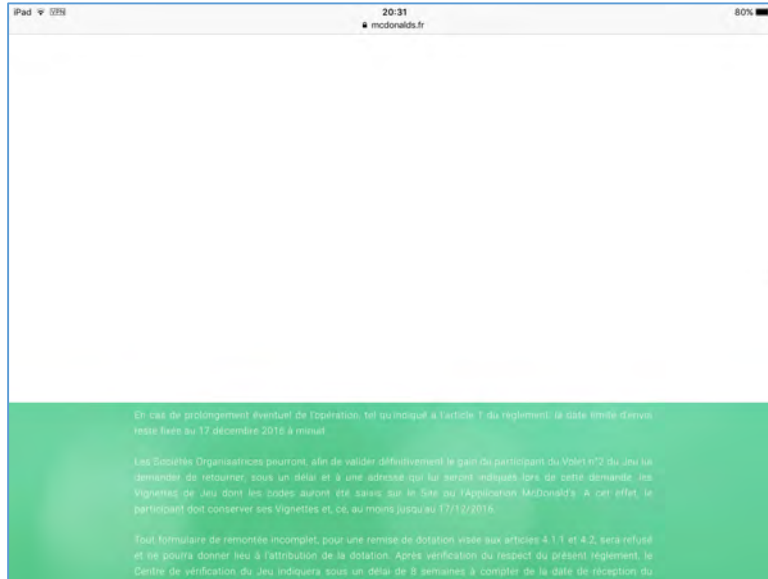 iPad VPN 20:31 80%
mcdonalds.fr
En cas de prolongement éventuel de l'opération, tel qu'indiqué à l'article 1 du règlement, la date limite d'envoi
reste fixée au 17 décembre 2016 à minuit.
Les Sociétés Organisatrices pourront, afin de valider définitivement le gain du participant du Volet n°2 du Jeu lui
demander de retourner, sous un délai et à une adresse qui lui seront indiqués lors de cette demande, les
Vignettes de Jeu dont les codes auront été saisis sur le Site ou l'Application McDonald's. A cet effet, le
participant doit conserver ses Vignettes et, ce, au moins jusqu'au 17/12/2016.
Tout formulaire de remontée incomplet, pour une remise de dotation visée aux articles 4.1.1 et 4.2, sera refusé
et ne pourra donner lieu à l'attribution de la dotation. Après vérification du respect du présent règlement, le
Centre de vérification du Jeu indiquera sous un délai de 8 semaines à compter de la date de réception du